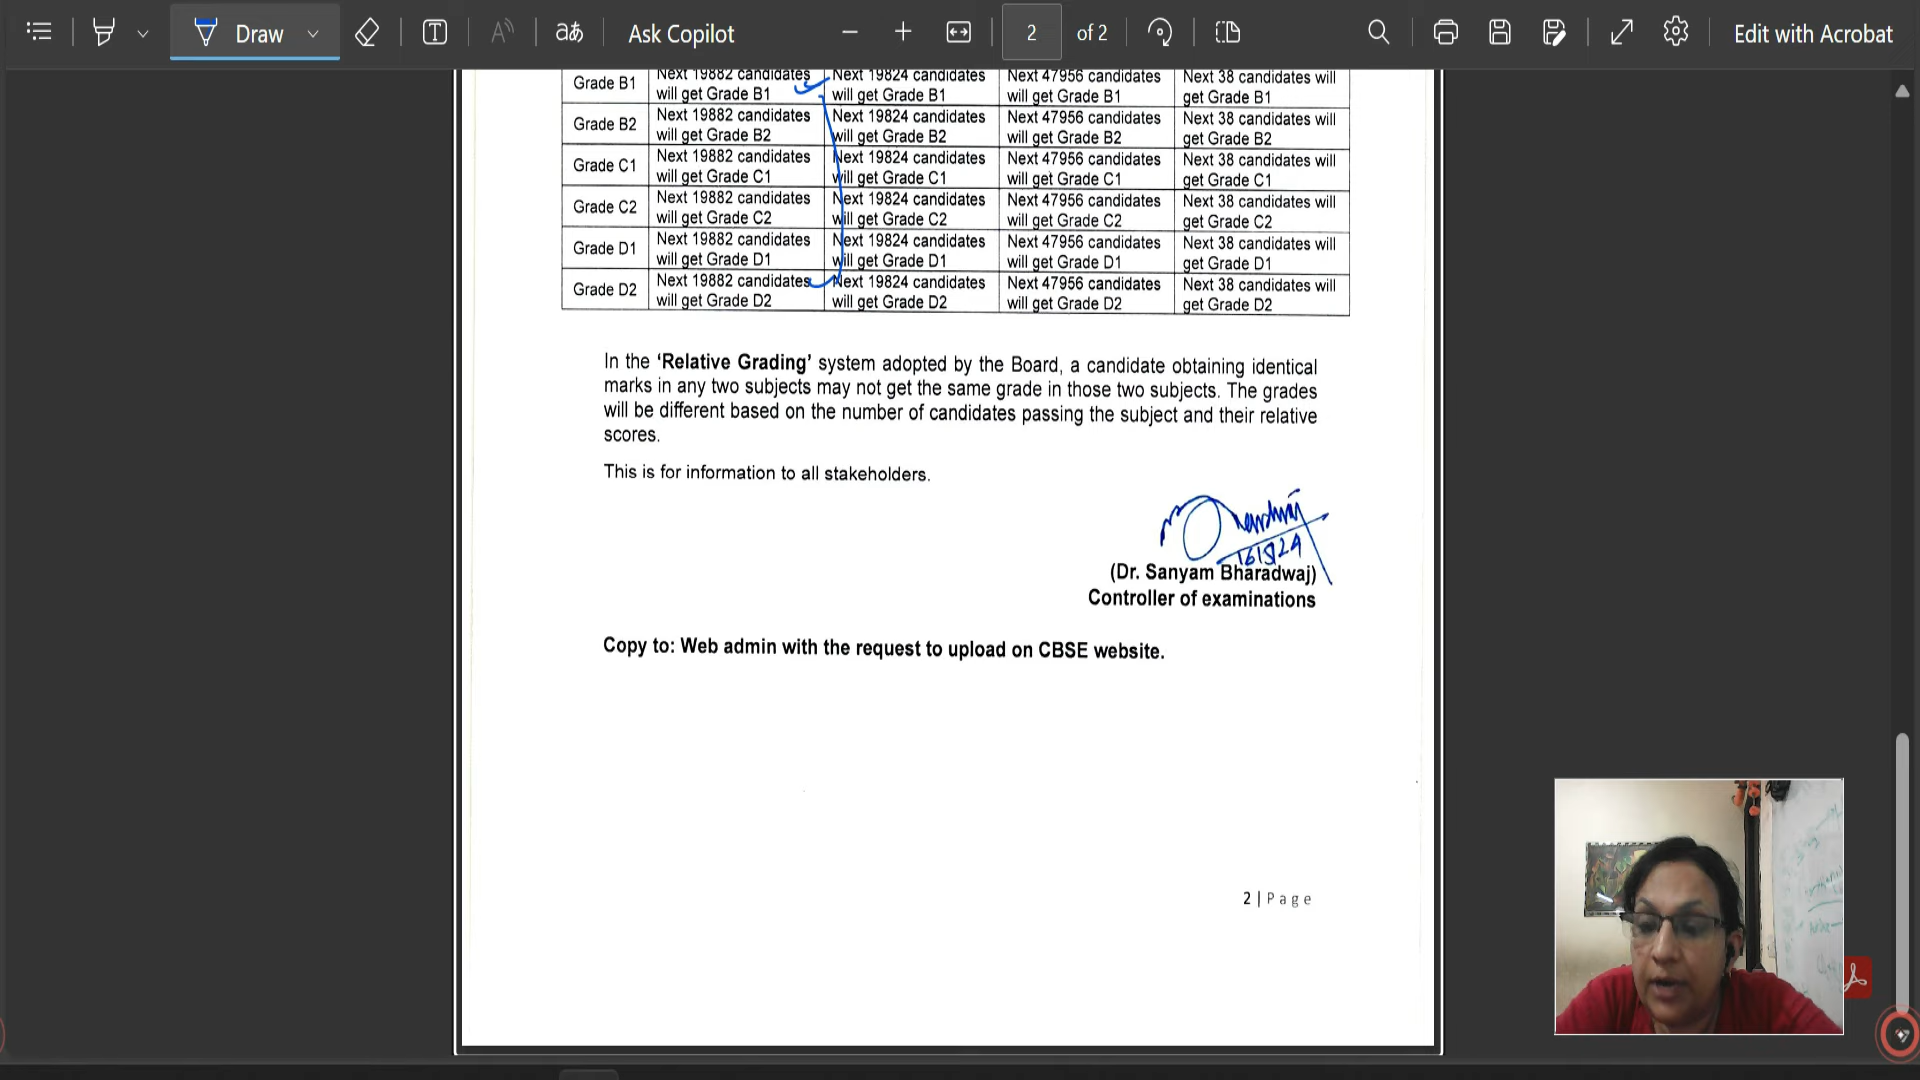 Draw
aあ
Ask Copilot
2 of 2
Edit with Acrobat
Grade B1 Next 19882 candidates will get Grade B1 Next 19824 candidates will get Grade B1 Next 47956 candidates will get Grade B1 Next 38 candidates will get Grade B1
Grade B2 Next 19882 candidates will get Grade B2 Next 19824 candidates will get Grade B2 Next 47956 candidates will get Grade B2 Next 38 candidates will get Grade B2
Grade C1 Next 19882 candidates will get Grade C1 Next 19824 candidates will get Grade C1 Next 47956 candidates will get Grade C1 Next 38 candidates will get Grade C1
Grade C2 Next 19882 candidates will get Grade C2 Next 19824 candidates will get Grade C2 Next 47956 candidates will get Grade C2 Next 38 candidates will get Grade C2
Grade D1 Next 19882 candidates will get Grade D1 Next 19824 candidates will get Grade D1 Next 47956 candidates will get Grade D1 Next 38 candidates will get Grade D1
Grade D2 Next 19882 candidates will get Grade D2 Next 19824 candidates will get Grade D2 Next 47956 candidates will get Grade D2 Next 38 candidates will get Grade D2
In the ‘Relative Grading’ system adopted by the Board, a candidate obtaining identical
marks in any two subjects may not get the same grade in those two subjects. The grades
will be different based on the number of candidates passing the subject and their relative
scores.
This is for information to all stakeholders.
(Dr. Sanyam Bharadwaj)
Controller of examinations
Copy to: Web admin with the request to upload on CBSE website.
2 | Page